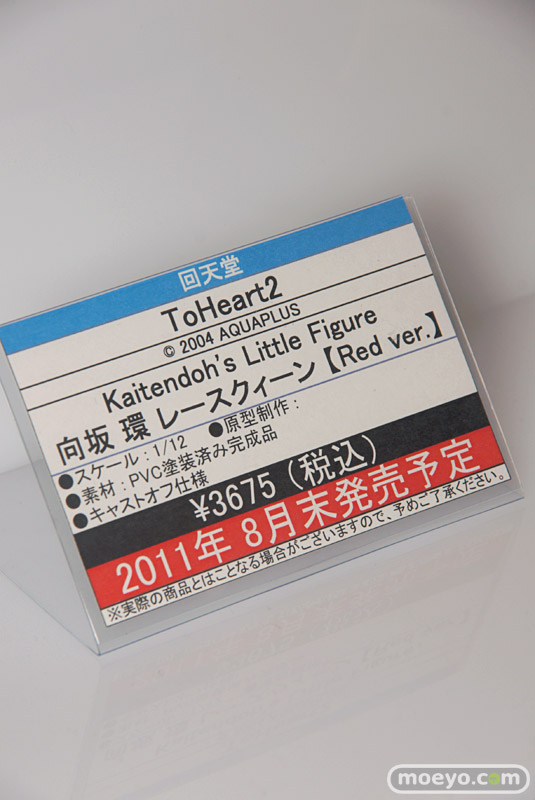 回天堂
ToHeart2
© 2004 AQUAPLUS
Kaitendoh's Little Figure
向坂 環 レースクィーン【Red ver.】
●スケール：1/12 ●原型制作：
●素材：PVC塗装済み完成品
●キャストオフ仕様
¥3675（税込）
2011年 8月末発売予定
※実際の商品とはことなる場合がございますので、予めご了承ください。
moeyo.com